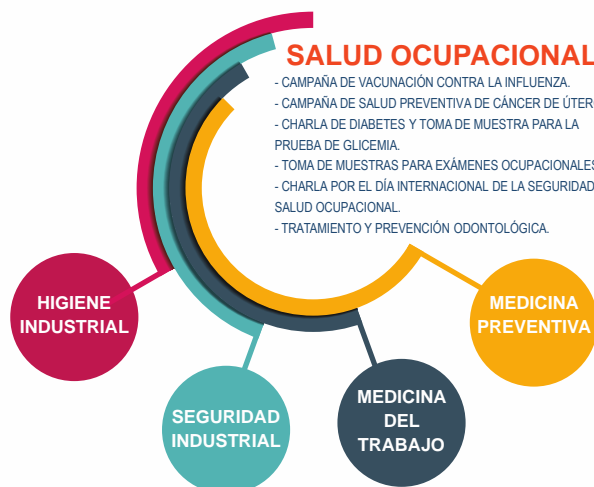 SALUD OCUPACIONAL
- CAMPAÑA DE VACUNACIÓN CONTRA LA INFLUENZA.
- CAMPAÑA DE SALUD PREVENTIVA DE CÁNCER DE ÚTER
- CHARLA DE DIABETES Y TOMA DE MUESTRA PARA LA
PRUEBA DE GLICEMIA.
- TOMA DE MUESTRAS PARA EXÁMENES OCUPACIONALES
- CHARLA POR EL DÍA INTERNACIONAL DE LA SEGURIDAD
SALUD OCUPACIONAL.
- TRATAMIENTO Y PREVENCIÓN ODONTOLÓGICA.
HIGIENE
INDUSTRIAL
SEGURIDAD
INDUSTRIAL
MEDICINA
DEL
TRABAJO
MEDICINA
PREVENTIVA